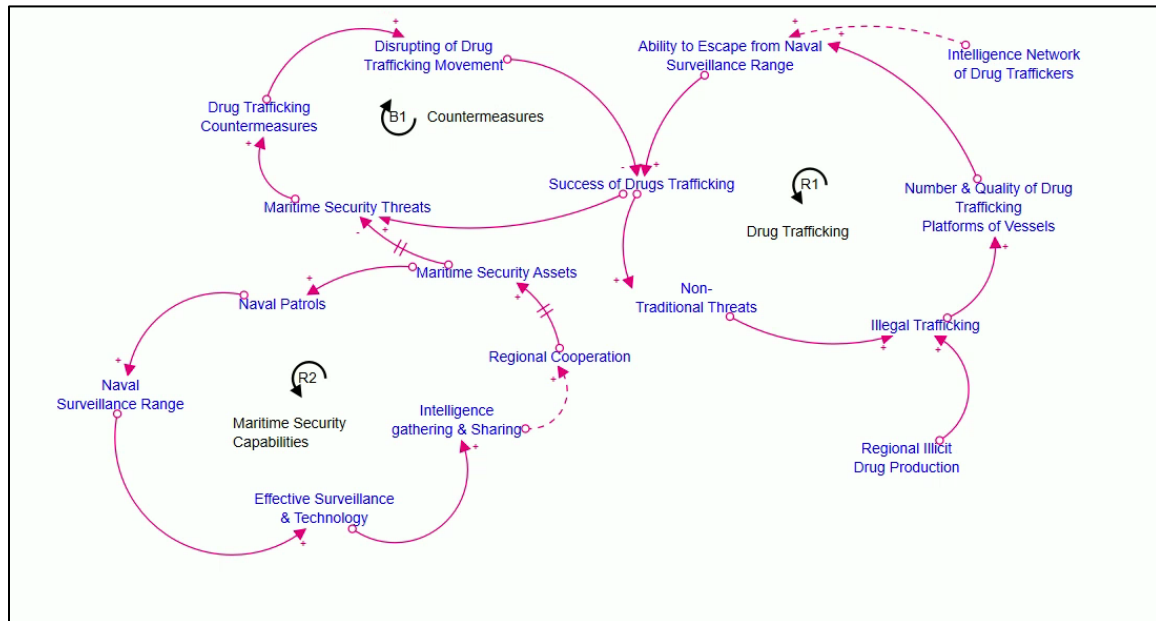 Disrupting of Drug
Trafficking Movement
Ability to Escape from Naval
Surveillance Range
Intelligence Network
of Drug Traffickers
Drug Trafficking
Countermeasures
B1
Countermeasures
Success of Drugs Trafficking
R1
Drug Trafficking
Number & Quality of Drug
Trafficking
Platforms of Vessels
Maritime Security Threats
Maritime Security Assets
Non-
Traditional Threats
Naval Patrols
Illegal Trafficking
Regional Cooperation
Naval
Surveillance Range
R2
Maritime Security
Capabilities
Intelligence
gathering & Sharing
Regional Illicit
Drug Production
Effective Surveillance
& Technology